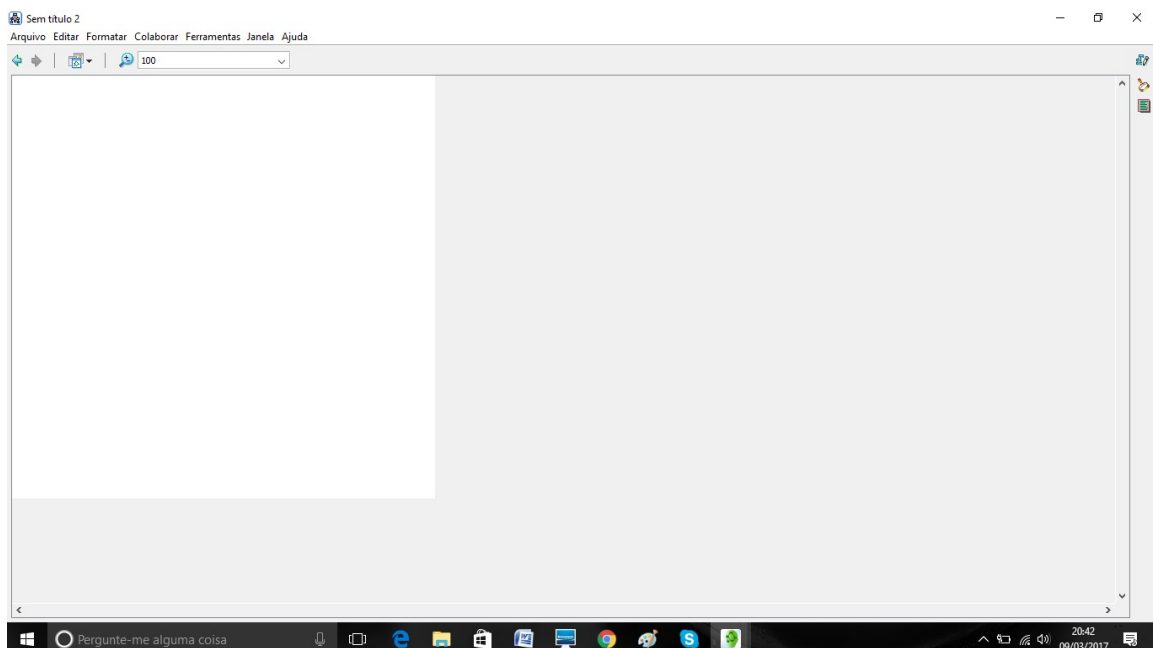 Sem título 2
Arquivo Editar Formatar Colaborar Ferramentas Janela Ajuda
100
Pergunte-me alguma coisa
20:42
09/03/2017